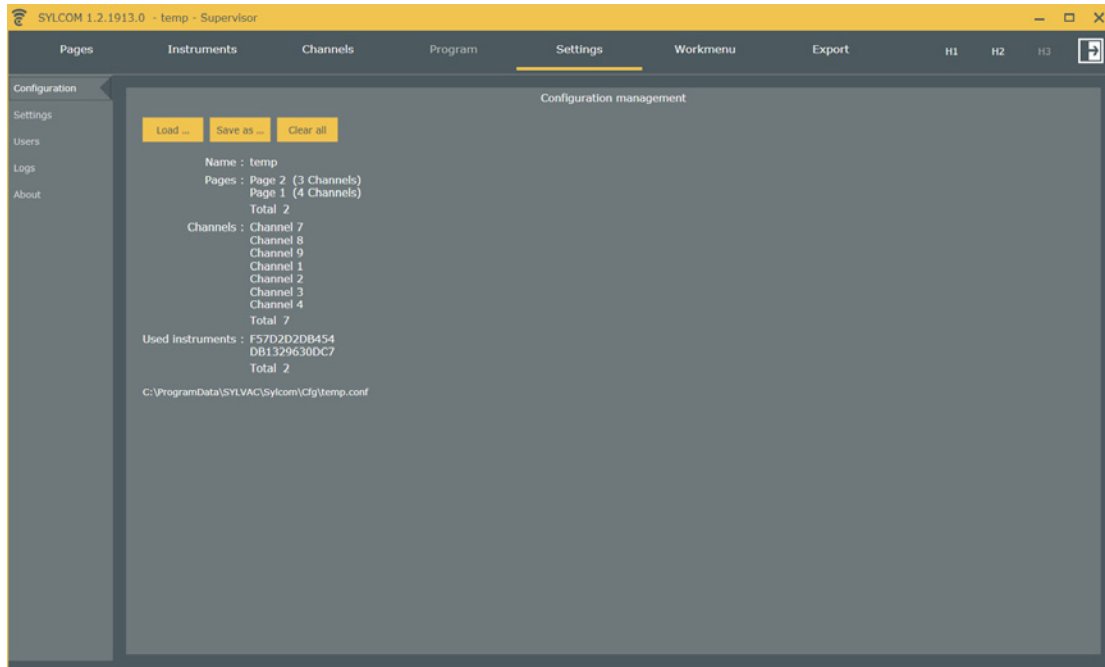 SYLCOM 1.2.1913.0 - temp - Supervisor
Pages Instruments Channels Program Settings Workmenu Export H1 H2 H3
Configuration
Settings
Users
Logs
About
Configuration management
Load ... Save as ... Clear all
Name : temp
Pages : Page 2 (3 Channels)
Page 1 (4 Channels)
Total 2
Channels : Channel 7
Channel 8
Channel 9
Channel 1
Channel 2
Channel 3
Channel 4
Total 7
Used instruments : F57D2D2DB454
DB1329630DC7
Total 2
C:\ProgramData\SYLVAC\Sylcom\Cfg\temp.conf